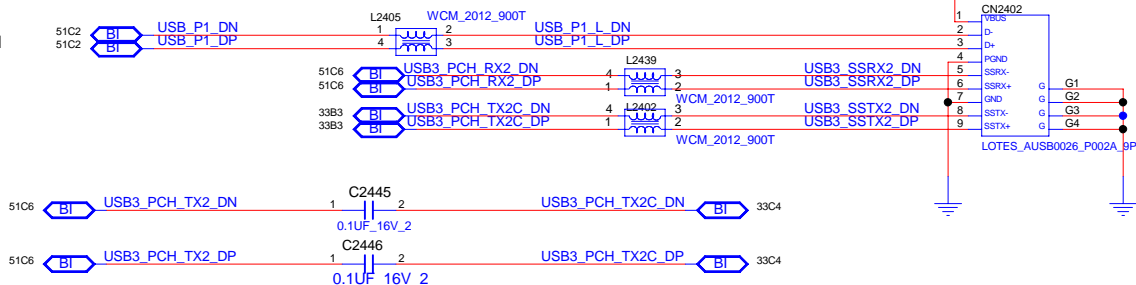 CN2402
L2405 WCM_2012_900T
1 VBUS
51C2 BI USB_P1_DN 1 2 USB_P1_L_DN 2 D-
51C2 BI USB_P1_DP 4 3 USB_P1_L_DP 3 D+
4 PGND
L2439
51C6 BI USB3_PCH_RX2_DN 4 3 USB3_SSRX2_DN 5 SSRX-
51C6 BI USB3_PCH_RX2_DP 1 2 USB3_SSRX2_DP 6 SSRX+ G G1
WCM_2012_900T
7 GND G G2
L2402
33B3 BI USB3_PCH_TX2C_DN 4 3 USB3_SSTX2_DN 8 SSTX- G G3
33B3 BI USB3_PCH_TX2C_DP 1 2 USB3_SSTX2_DP 9 SSTX+ G G4
WCM_2012_900T
LOTES_AUSB0026_P002A_9P
C2445
51C6 BI USB3_PCH_TX2_DN 1 2 USB3_PCH_TX2C_DN BI 33C4
0.1UF_16V_2
C2446
51C6 BI USB3_PCH_TX2_DP 1 2 USB3_PCH_TX2C_DP BI 33C4
0.1UF_16V_2